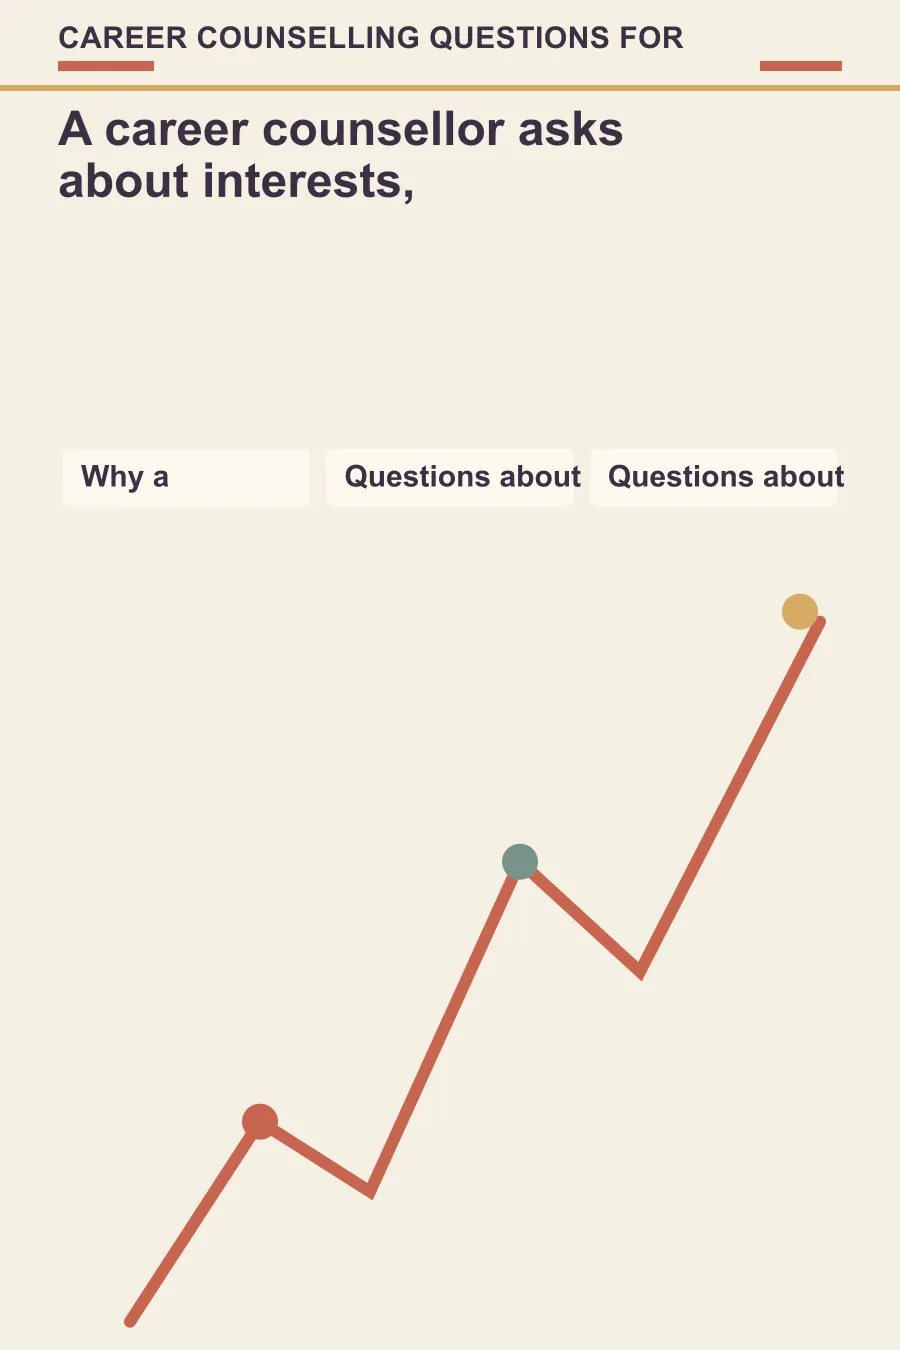 CAREER COUNSELLING QUESTIONS FOR
A career counsellor asks
about interests,
Why a
Questions about
Questions about